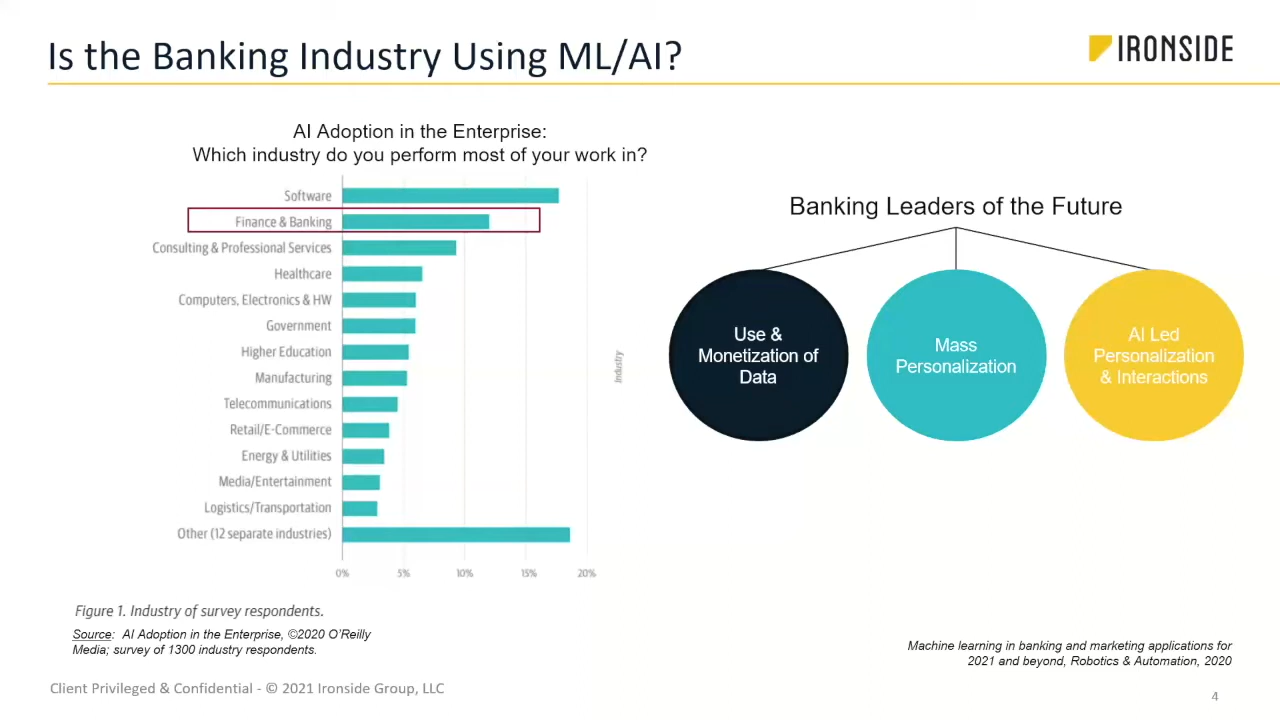 Is the Banking Industry Using ML/AI?
IRONSIDE
AI Adoption in the Enterprise:
Which industry do you perform most of your work in?
Software
Finance & Banking
Consulting & Professional Services
Healthcare
Computers, Electronics & HW
Government
Higher Education
Manufacturing
Telecommunications
Retail/E-Commerce
Energy & Utilities
Media/Entertainment
Logistics/Transportation
Other (12 separate industries)
0% 5% 10% 15% 20%
Industry
Figure 1. Industry of survey respondents.
Source: AI Adoption in the Enterprise, ©2020 O'Reilly
Media; survey of 1300 industry respondents.
Banking Leaders of the Future
Use &
Monetization of
Data
Mass
Personalization
AI Led
Personalization
& Interactions
Machine learning in banking and marketing applications for
2021 and beyond, Robotics & Automation, 2020
Client Privileged & Confidential - © 2021 Ironside Group, LLC
4